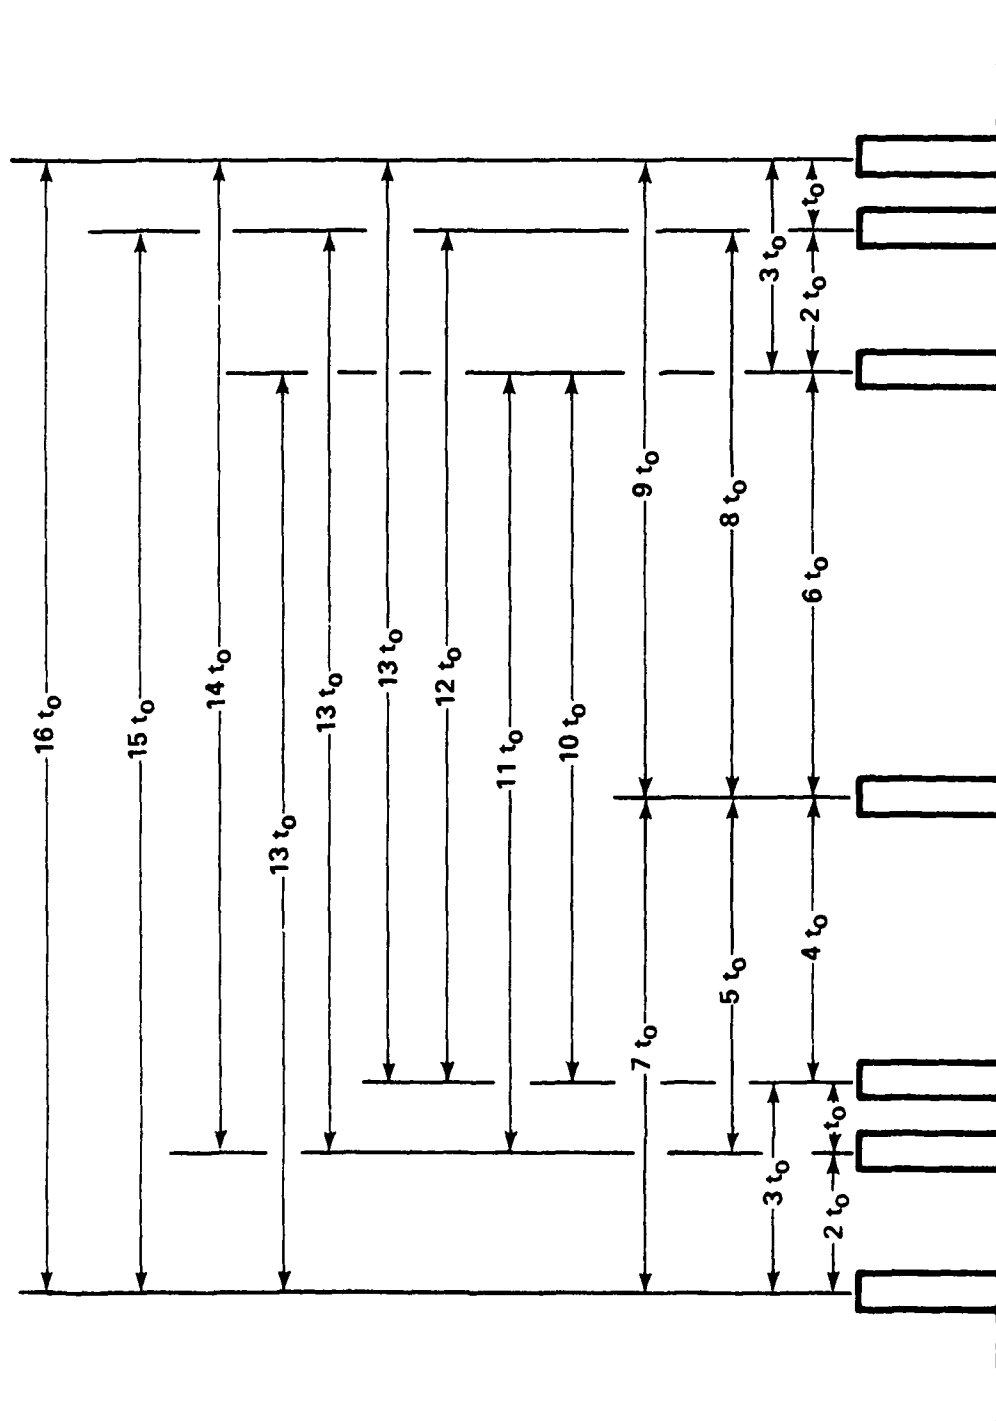 16 t₀
15 t₀
14 t₀
13 t₀
13 t₀
13 t₀
12 t₀
11 t₀
10 t₀
7 t₀
9 t₀
5 t₀
8 t₀
3 t₀
3 t₀
4 t₀
6 t₀
2 t₀
t₀
2 t₀
t₀